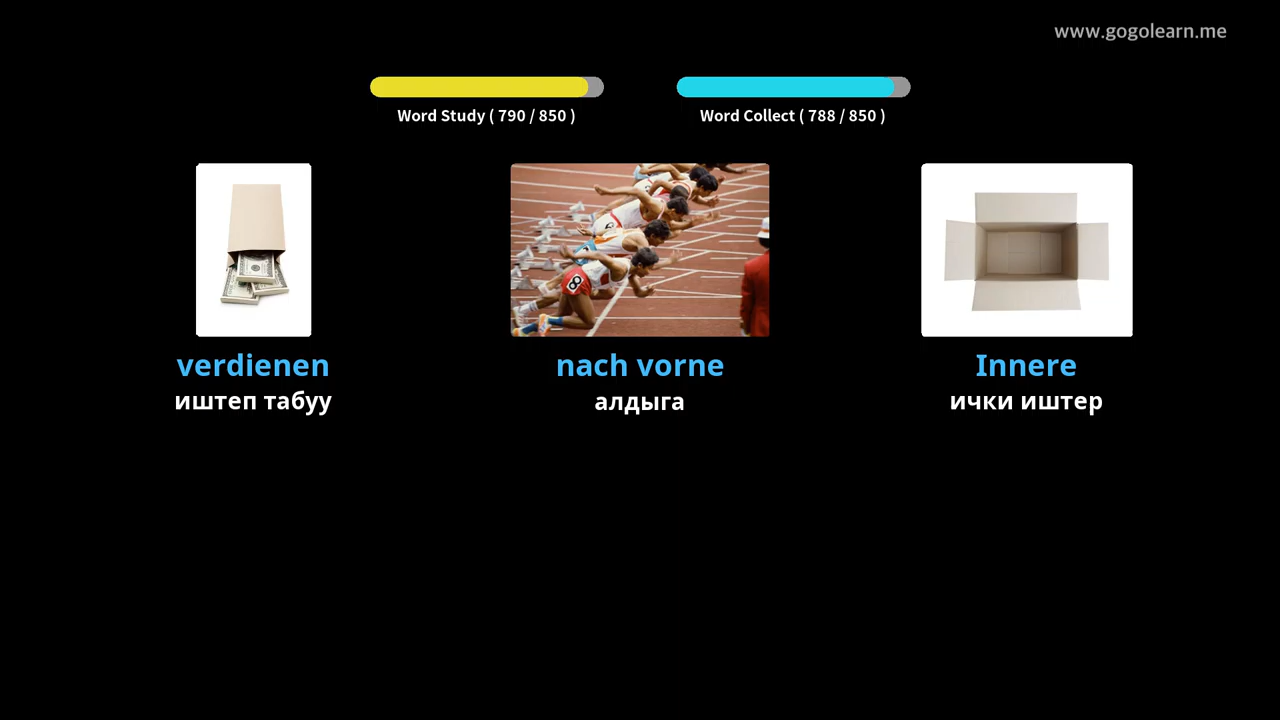 www.gogolearn.me
Word Study ( 790 / 850 )
Word Collect ( 788 / 850 )
verdienen
иштеп табуу
nach vorne
алдыга
Innere
ички иштер